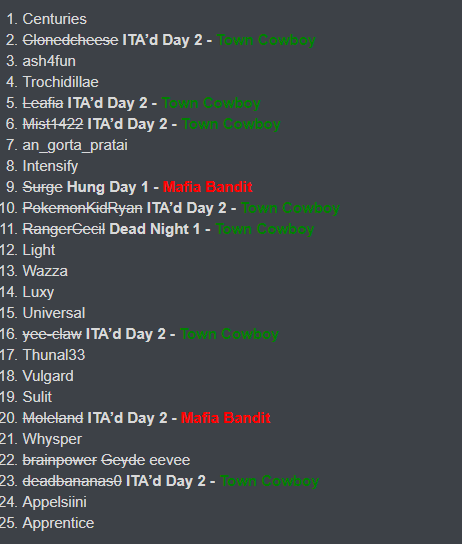 1. Centuries
2. Clonedcheese ITA'd Day 2 - Town Cowboy
3. ash4fun
4. Trochidillae
5. Leafia ITA'd Day 2 - Town Cowboy
6. Mist1422 ITA'd Day 2 - Town Cowboy
7. an_gorta_pratai
8. Intensify
9. Surge Hung Day 1 - Mafia Bandit
10. PokemonKidRyan ITA'd Day 2 - Town Cowboy
11. RangerCecil Dead Night 1 - Town Cowboy
12. Light
13. Wazza
14. Luxy
15. Universal
16. yee-claw ITA'd Day 2 - Town Cowboy
17. Thunal33
18. Vulgard
19. Sulit
20. Moleland ITA'd Day 2 - Mafia Bandit
21. Whysper
22. brainpower Geyde eevee
23. deadbananas0 ITA'd Day 2 - Town Cowboy
24. Appelsiini
25. Apprentice